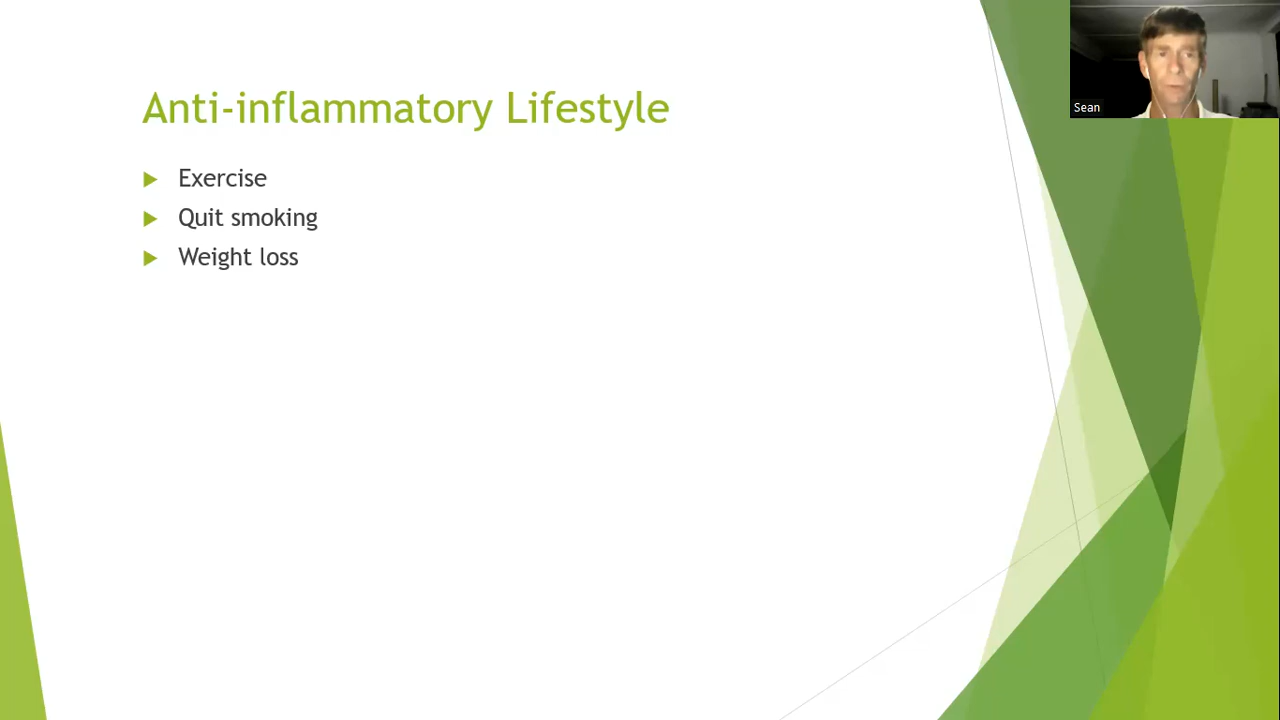 Anti-inflammatory Lifestyle
Exercise
Quit smoking
Weight loss
Sean